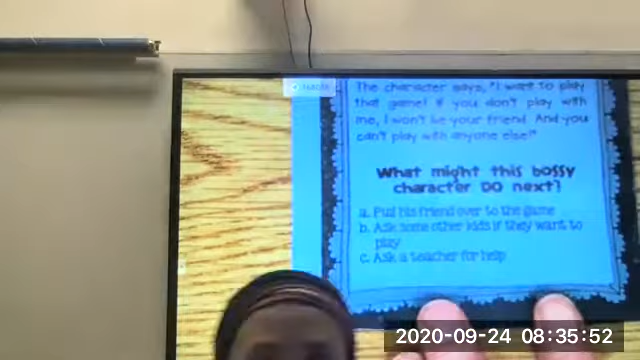 The character says, "I want to play
that game! If you don't play with
me, I won't be your friend. And you
can't play with anyone else!"
What might this bossy
character DO next?
a. Pull his friend over to the game
b. Ask some other kids if they want to
play
c. Ask a teacher for help
2020-09-24 08:35:52